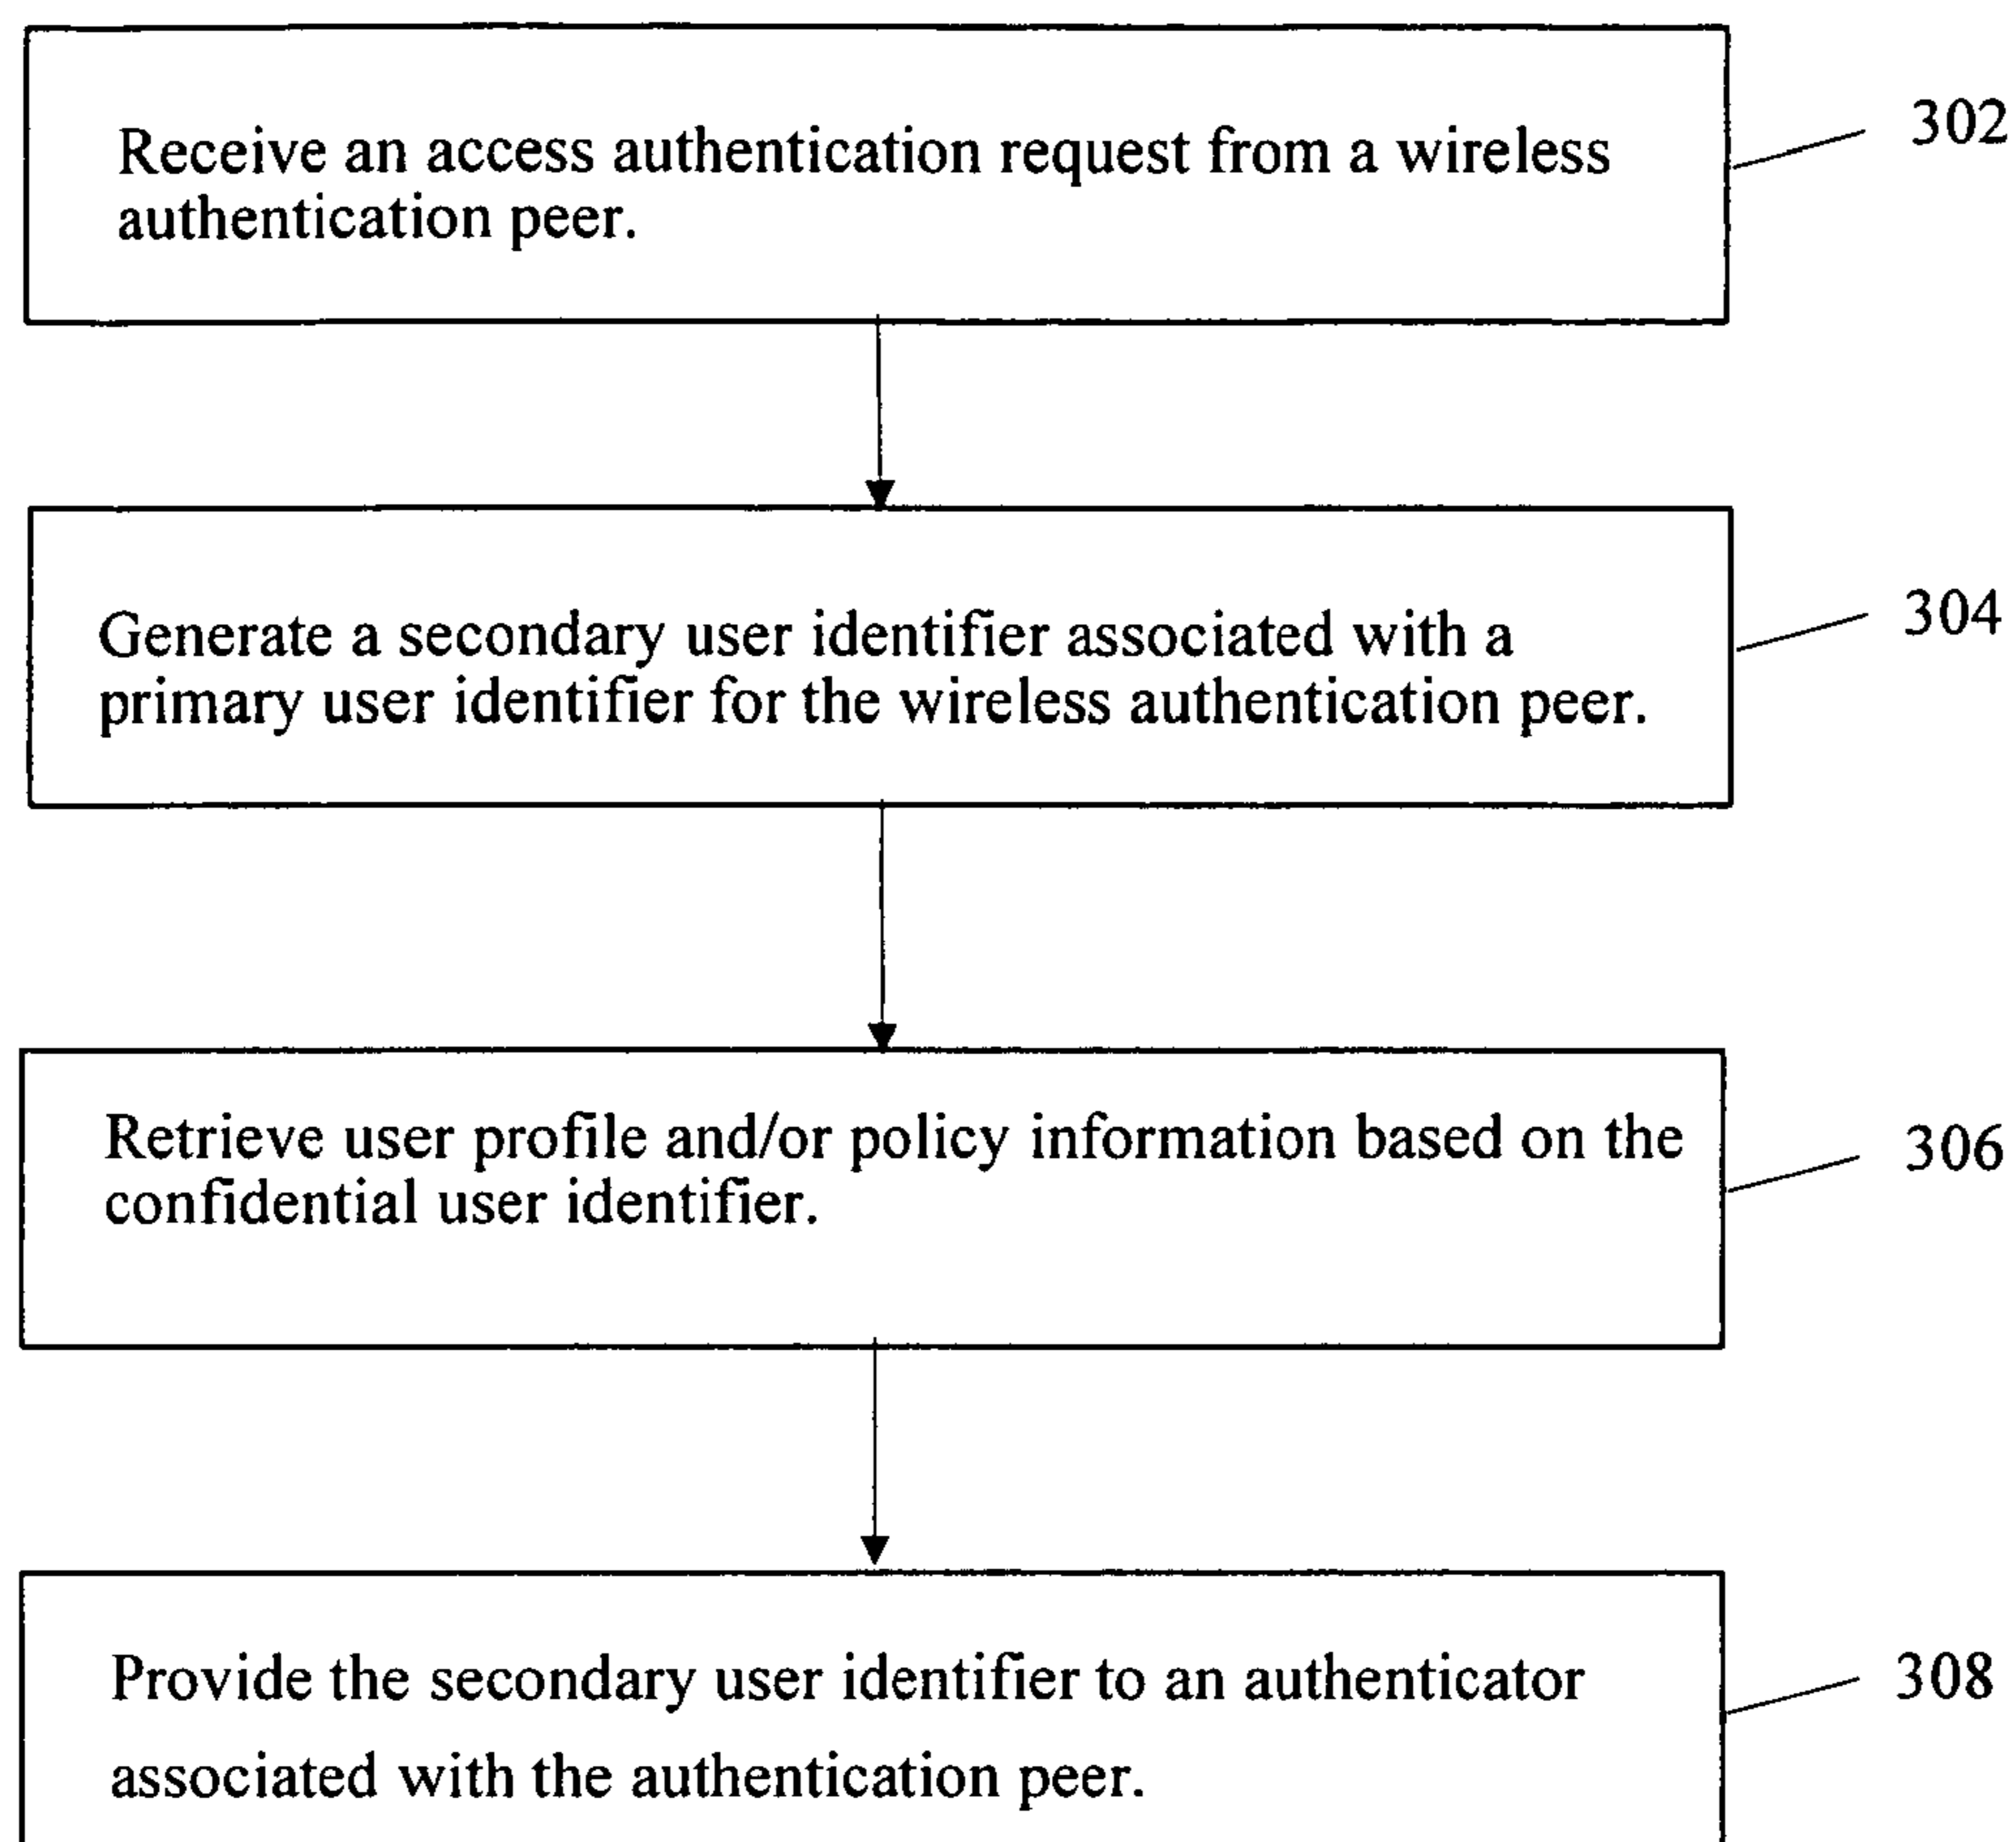 Receive an access authentication request from a wireless
authentication peer.
302
Generate a secondary user identifier associated with a
primary user identifier for the wireless authentication peer.
304
Retrieve user profile and/or policy information based on the
confidential user identifier.
306
Provide the secondary user identifier to an authenticator
associated with the authentication peer.
308